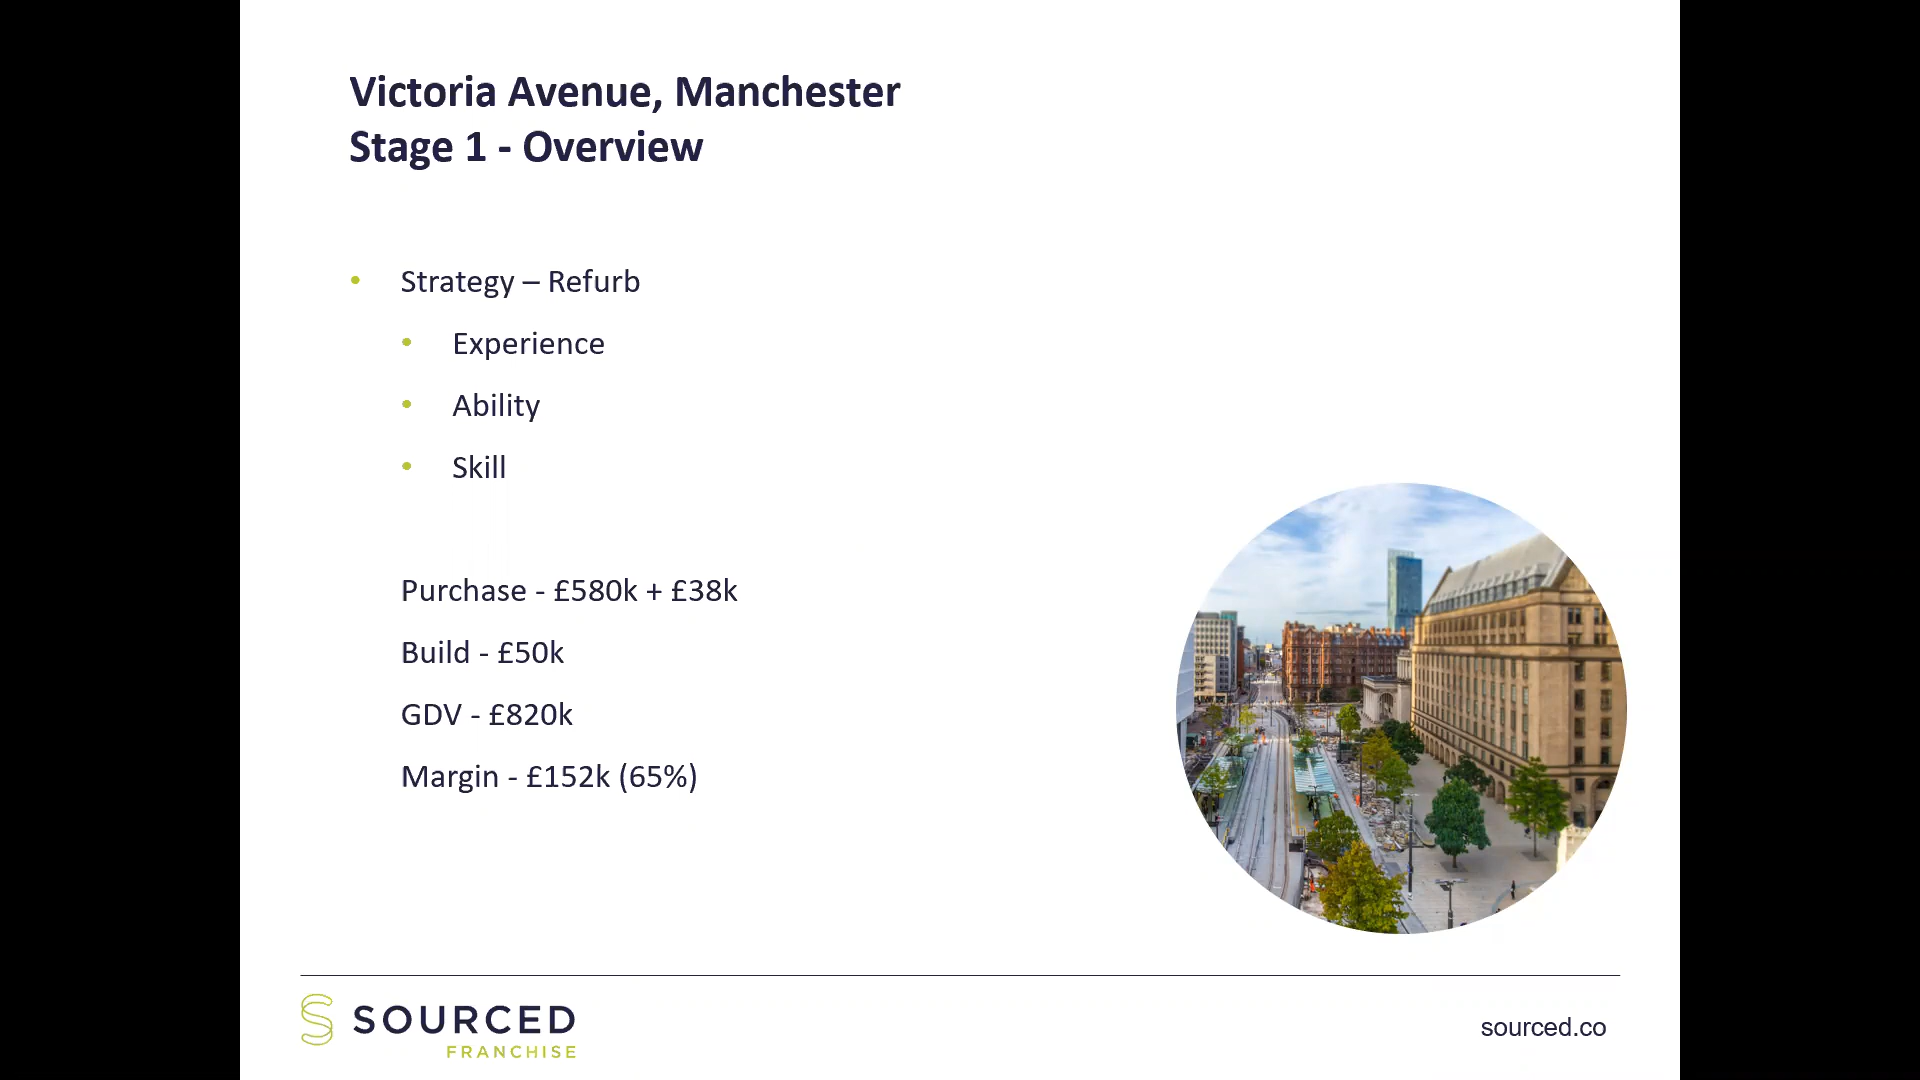 Victoria Avenue, Manchester
Stage 1 - Overview
• Strategy – Refurb
• Experience
• Ability
• Skill
Purchase - £580k + £38k
Build - £50k
GDV - £820k
Margin - £152k (65%)
SOURCED
FRANCHISE
sourced.co